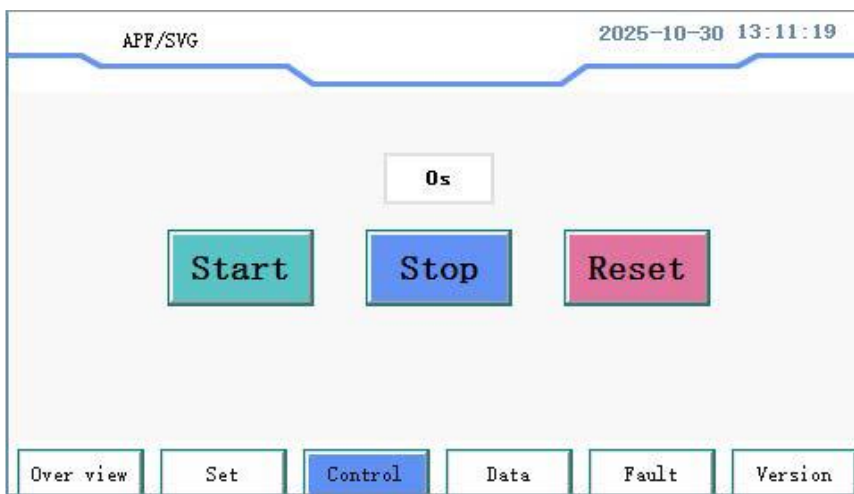 APF/SVG 2025-10-30 13:11:19
0s
Start Stop Reset
Over view Set Control Data Fault Version